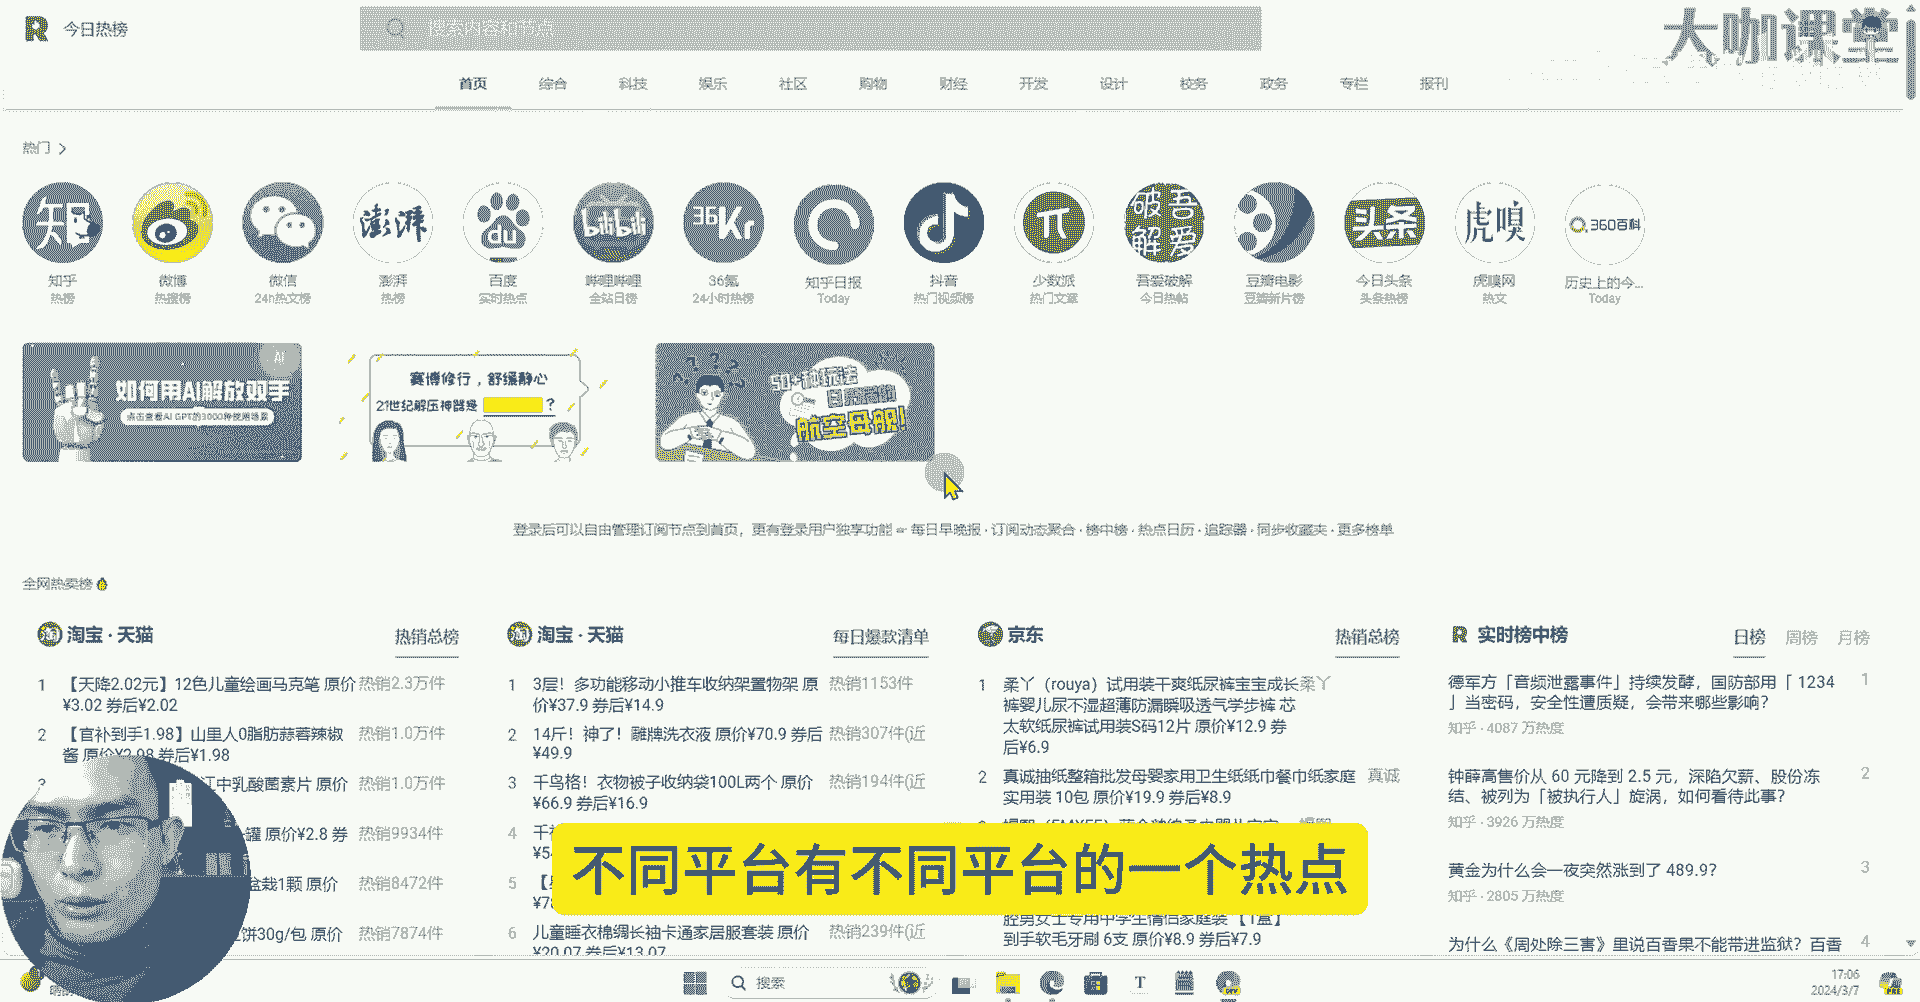 今日热榜
搜索内容和节点
大咖课堂
首页 综合 科技 娱乐 社区 购物 财经 开发 设计 校务 政务 专栏 报刊
热门
知 澎湃 du bilibili 36Kr π 吾爱破解 头条 虎嗅 360百科
知乎 微博 微信 澎湃 百度 哔哩哔哩 36氪 知乎日报 抖音 少数派 吾爱破解 豆瓣电影 今日头条 虎嗅网 历史上的今...
热榜 热搜榜 24h热文榜 热榜 实时热点 全站日榜 24小时热榜 Today 热门视频榜 热门文章 今日热帖 豆瓣新片榜 头条热榜 热文 Today
AI
如何用AI解放双手
点击查看AI GPT的3000种使用场景
赛博修行，舒缓静心
21世纪解压神器是 ？
50+种玩法
航空母舰!
登录后可以自由管理订阅节点到首页，更有登录用户独享功能 每日早晚报 · 订阅动态聚合 · 榜中榜 · 热点日历 · 追踪器 · 同步收藏夹 · 更多榜单
全网热卖榜
淘宝 · 天猫 热销总榜
1 【天降2.02元】12色儿童绘画马克笔 原价 热销2.3万件
¥3.02 券后¥2.02
2 【官补到手1.98】山里人0脂肪蒜蓉辣椒 热销1.0万件
酱 原价¥2.98 券后¥1.98
江中乳酸菌素片 原价 热销1.0万件
罐 原价¥2.8 券 热销9934件
盆栽1颗 原价 热销8472件
饼30g/包 原价 热销7874件
淘宝 · 天猫 每日爆款清单
1 3层！多功能移动小推车收纳架置物架 原 热销1153件
价¥37.9 券后¥14.9
2 14斤！神了！雕牌洗衣液 原价¥70.9 券后 热销307件(近
¥49.9
3 千鸟格！衣物被子收纳袋100L两个 原价 热销194件(近
¥66.9 券后¥16.9
4
5
6 儿童睡衣棉绸长袖卡通家居服套装 原价 热销239件(近
¥20.07 券后¥13.07
京东 热销总榜
1 柔丫（rouya）试用装干爽纸尿裤宝宝成长 柔丫
裤婴儿尿不湿超薄防漏瞬吸透气学步裤 芯
太软纸尿裤试用装S码12片 原价¥12.9 券
后¥6.9
2 真诚抽纸整箱批发母婴家用卫生纸纸巾餐巾纸家庭 真诚
实用装 10包 原价¥19.9 券后¥8.9
腔男女士专用中学生情侣家庭装 【1盒】
到手软毛牙刷 6支 原价¥8.9 券后¥7.9
实时榜中榜 日榜 周榜 月榜
德军方「音频泄露事件」持续发酵，国防部用「 1234 1
」当密码，安全性遭质疑，会带来哪些影响？
知乎 · 4087 万热度
钟薛高售价从 60 元降到 2.5 元，深陷欠薪、股份冻 2
结、被列为「被执行人」旋涡，如何看待此事？
知乎 · 3926 万热度
黄金为什么会一夜突然涨到了 489.9？ 3
知乎 · 2805 万热度
为什么《周处除三害》里说百香果不能带进监狱？百香 4
不同平台有不同平台的一个热点
搜索
17:06
2024/3/7